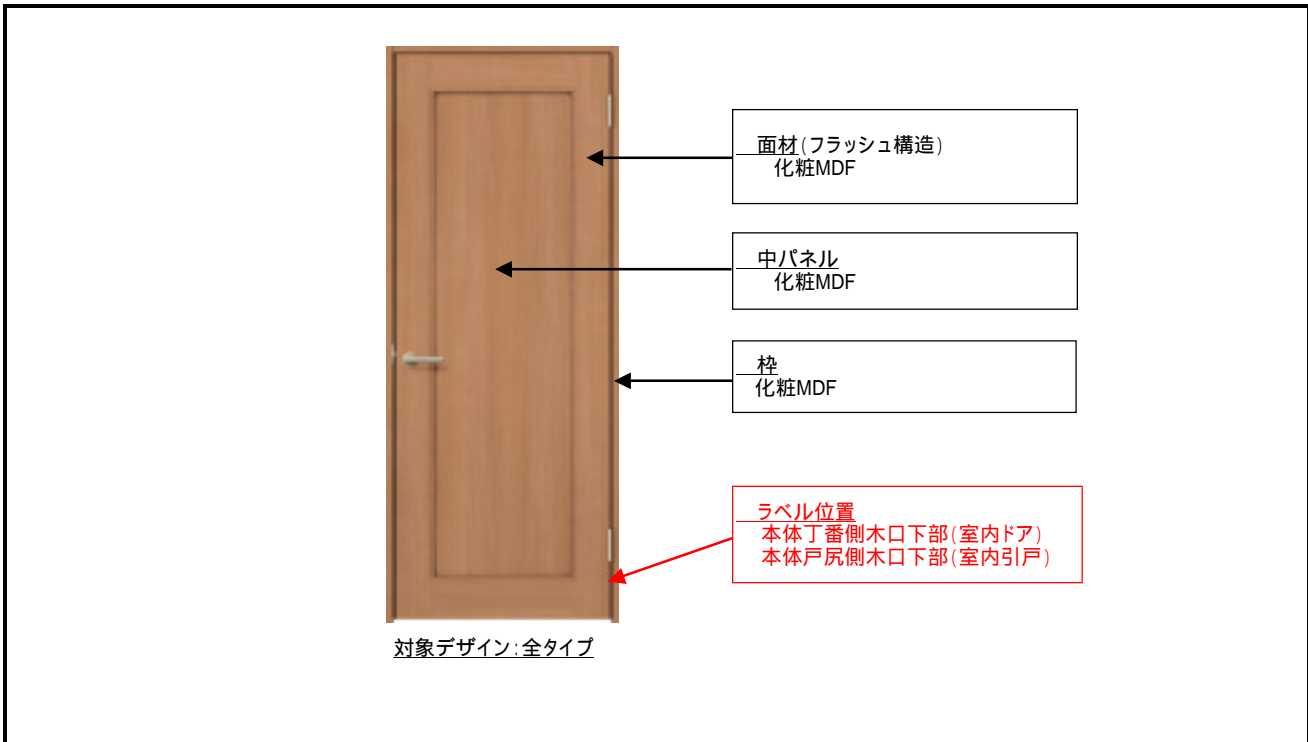 面材(フラッシュ構造)
化粧MDF
中パネル
化粧MDF
枠
化粧MDF
ラベル位置
本体丁番側木口下部(室内ドア)
本体戸尻側木口下部(室内引戸)
対象デザイン:全タイプ